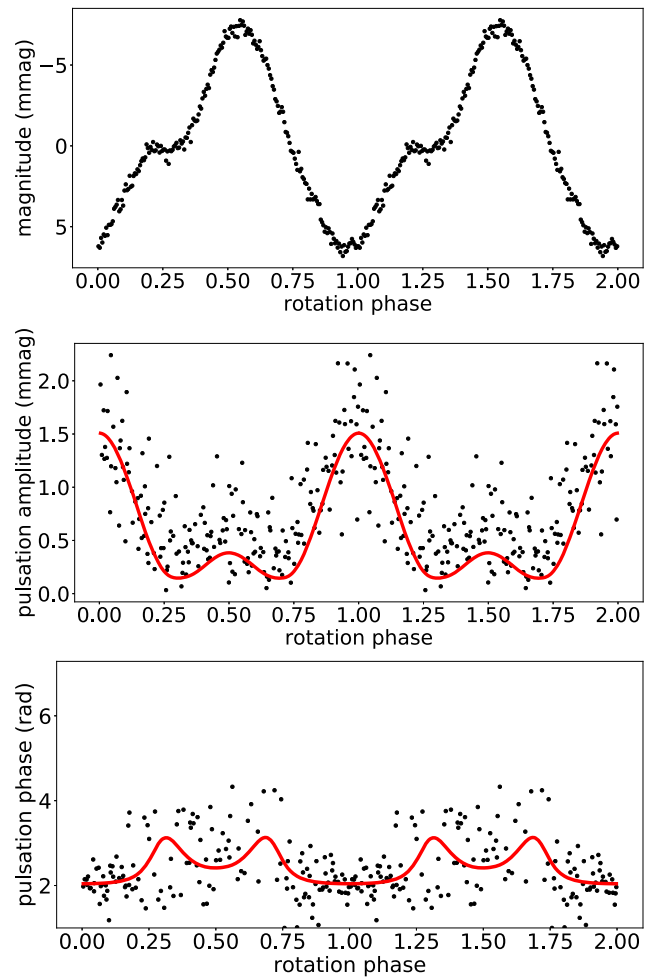 magnitude (mmag)
−5
0
5
0.00 0.25 0.50 0.75 1.00 1.25 1.50 1.75 2.00
rotation phase
pulsation amplitude (mmag)
2.0
1.5
1.0
0.5
0.0
0.00 0.25 0.50 0.75 1.00 1.25 1.50 1.75 2.00
rotation phase
pulsation phase (rad)
6
4
2
0.00 0.25 0.50 0.75 1.00 1.25 1.50 1.75 2.00
rotation phase